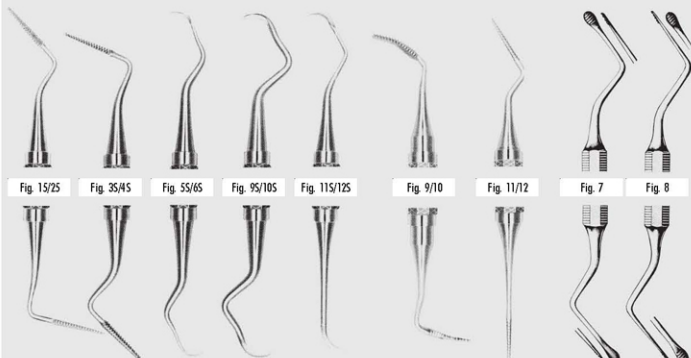 Fig. 1S/2S
Fig. 3S/4S
Fig. 5S/6S
Fig. 9S/10S
Fig. 11S/12S
Fig. 9/10
Fig. 11/12
Fig. 7
Fig. 8